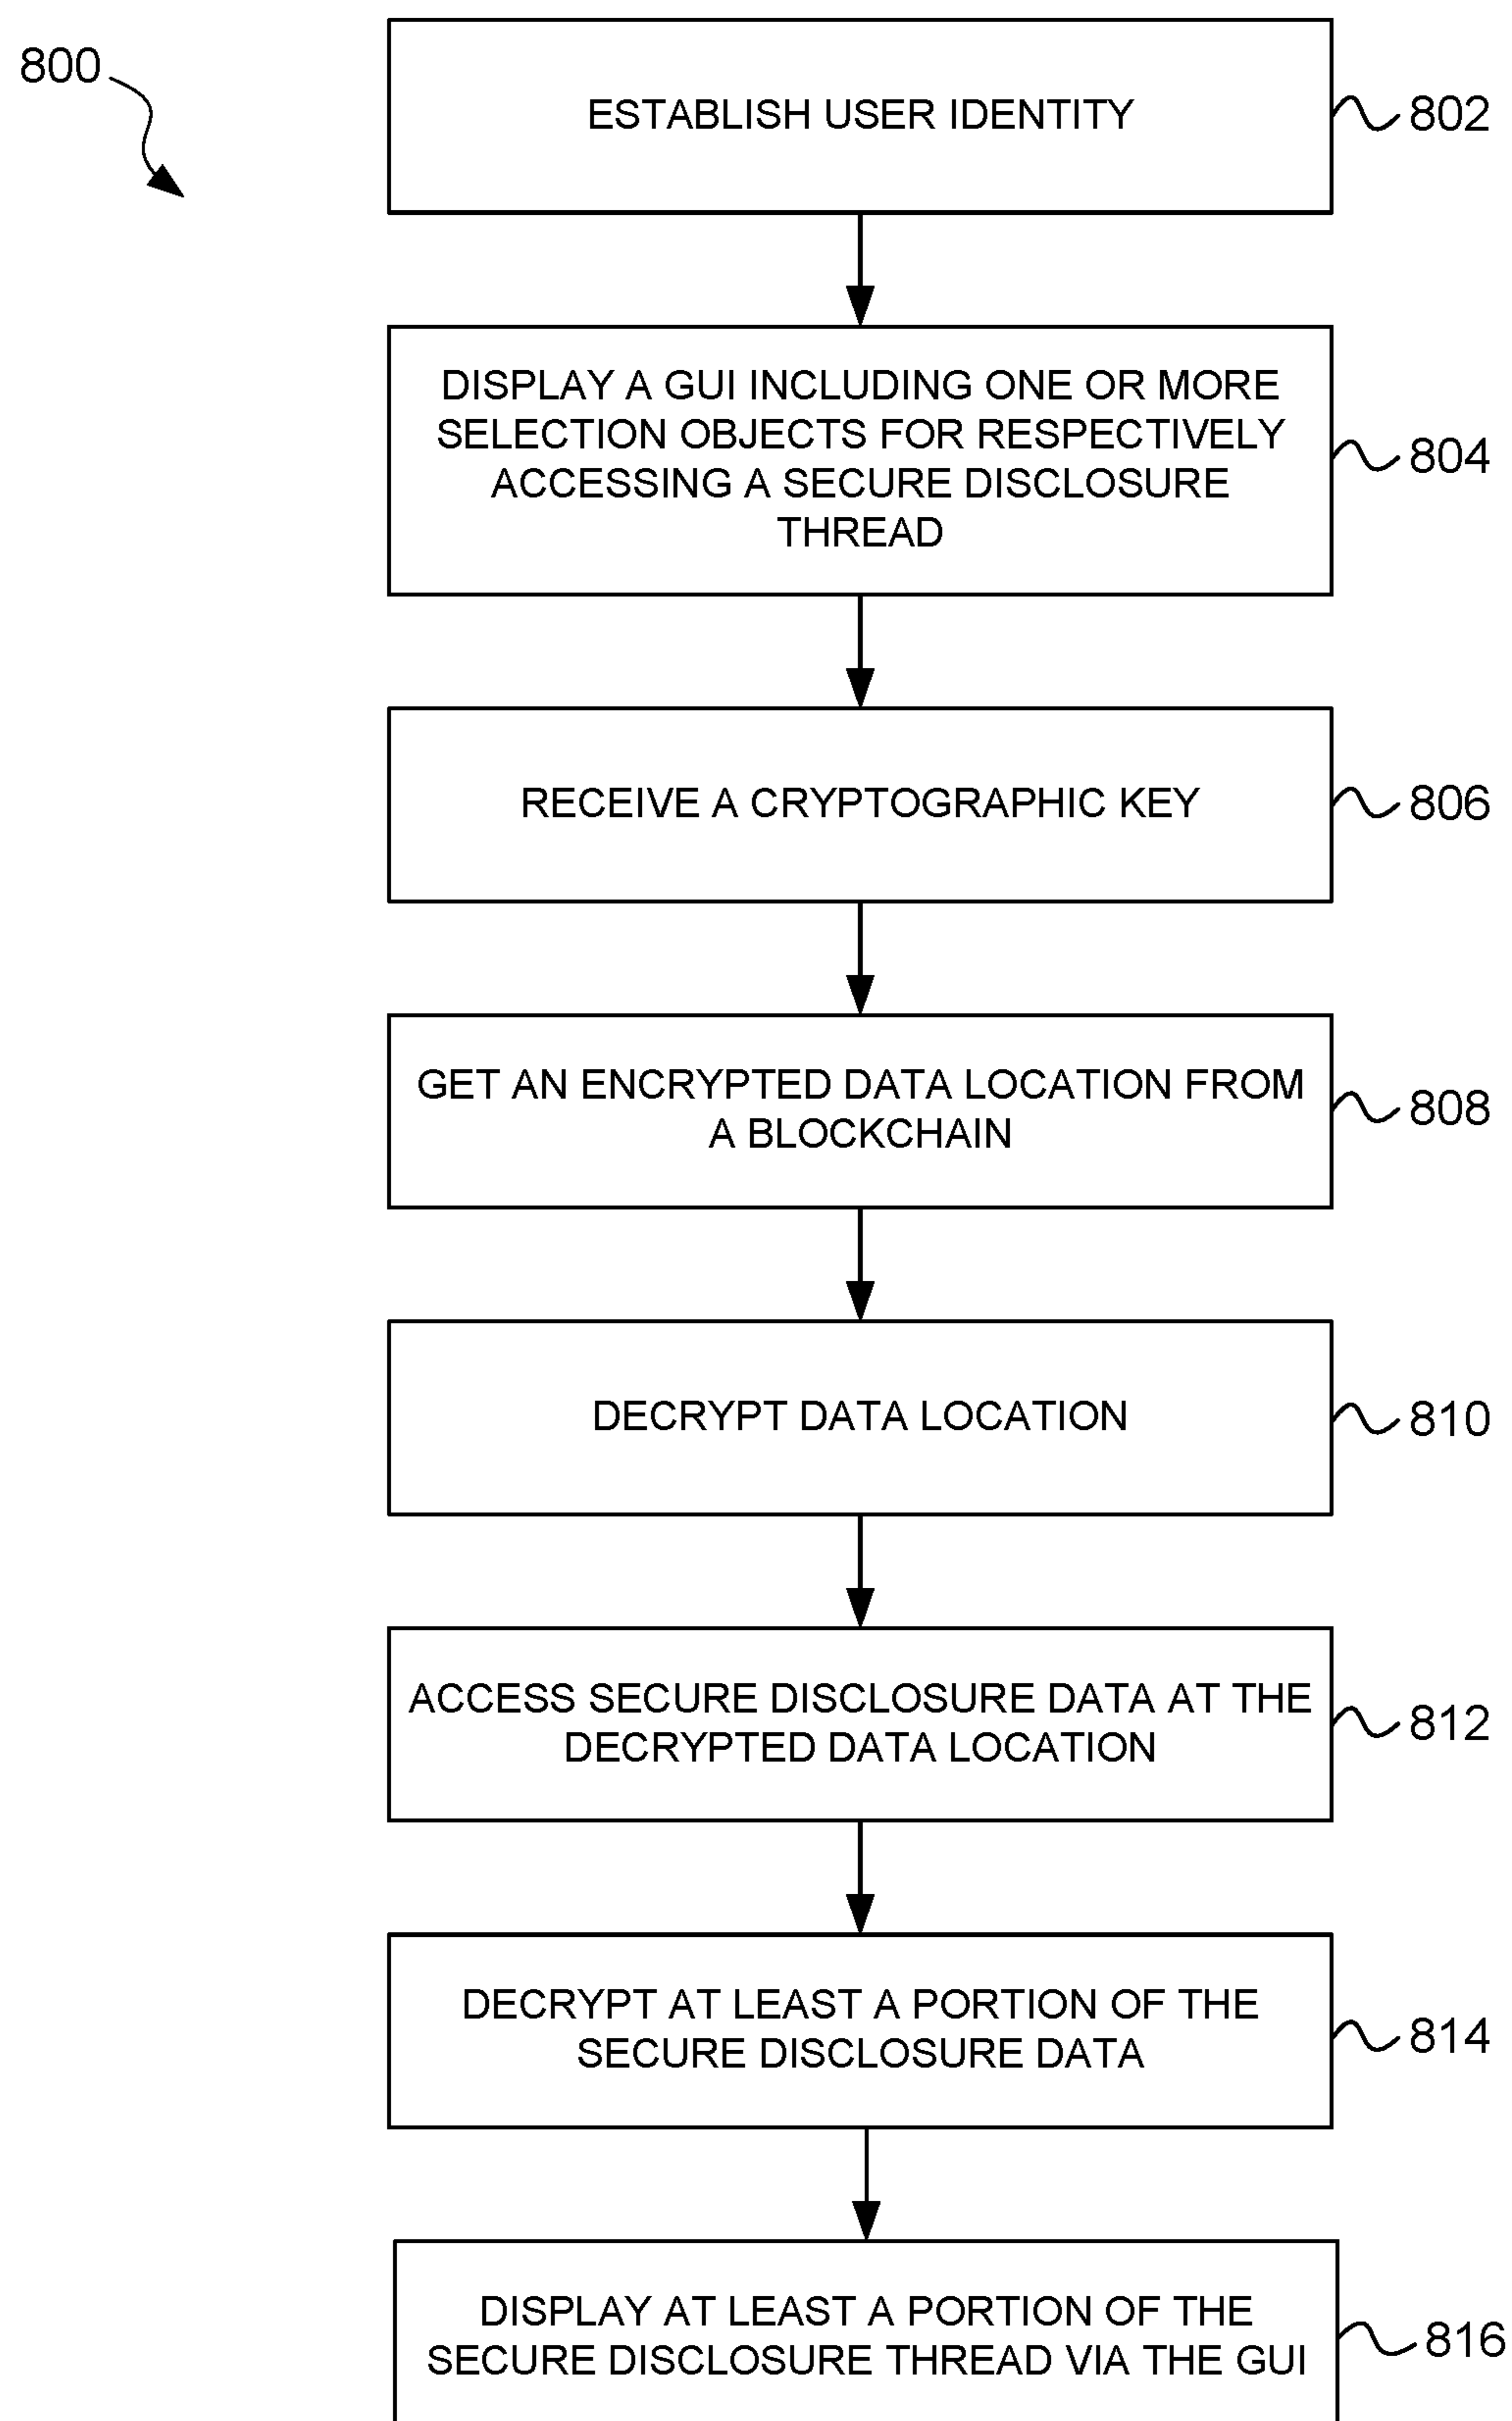 800
ESTABLISH USER IDENTITY
802
DISPLAY A GUI INCLUDING ONE OR MORE
SELECTION OBJECTS FOR RESPECTIVELY
ACCESSING A SECURE DISCLOSURE
THREAD
804
RECEIVE A CRYPTOGRAPHIC KEY
806
GET AN ENCRYPTED DATA LOCATION FROM
A BLOCKCHAIN
808
DECRYPT DATA LOCATION
810
ACCESS SECURE DISCLOSURE DATA AT THE
DECRYPTED DATA LOCATION
812
DECRYPT AT LEAST A PORTION OF THE
SECURE DISCLOSURE DATA
814
DISPLAY AT LEAST A PORTION OF THE
SECURE DISCLOSURE THREAD VIA THE GUI
816